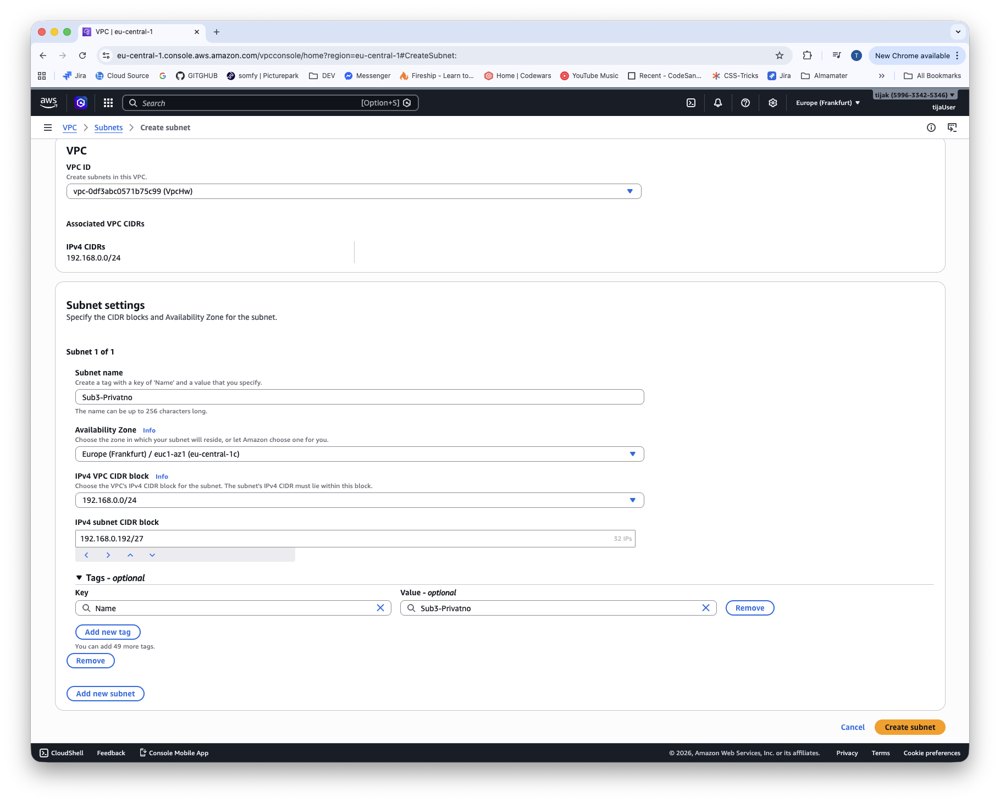 VPC | eu-central-1
eu-central-1.console.aws.amazon.com/vpcconsole/home?region=eu-central-1#CreateSubnet:
T
New Chrome available
Jira
Cloud Source
GITGHUB
somfy | Picturepark
DEV
Messenger
Fireship - Learn to...
Home | Codewars
YouTube Music
Recent - CodeSan...
CSS-Tricks
Jira
Almamater
All Bookmarks
aws
Search
[Option+S]
Europe (Frankfurt)
tijak (5996-3342-5346)
tijaUser
VPC
Subnets
Create subnet
VPC
VPC ID
Create subnets in this VPC.
vpc-0df3abc0571b75c99 (VpcHw)
Associated VPC CIDRs
IPv4 CIDRs
192.168.0.0/24
Subnet settings
Specify the CIDR blocks and Availability Zone for the subnet.
Subnet 1 of 1
Subnet name
Create a tag with a key of 'Name' and a value that you specify.
Sub3-Privatno
The name can be up to 256 characters long.
Availability Zone Info
Choose the zone in which your subnet will reside, or let Amazon choose one for you.
Europe (Frankfurt) / euc1-az1 (eu-central-1c)
IPv4 VPC CIDR block Info
Choose the VPC's IPv4 CIDR block for the subnet. The subnet's IPv4 CIDR must lie within this block.
192.168.0.0/24
IPv4 subnet CIDR block
192.168.0.192/27
32 IPs
Tags - optional
Key
Value - optional
Name
Sub3-Privatno
Remove
Add new tag
You can add 49 more tags.
Remove
Add new subnet
Cancel
Create subnet
CloudShell
Feedback
Console Mobile App
© 2026, Amazon Web Services, Inc. or its affiliates.
Privacy
Terms
Cookie preferences